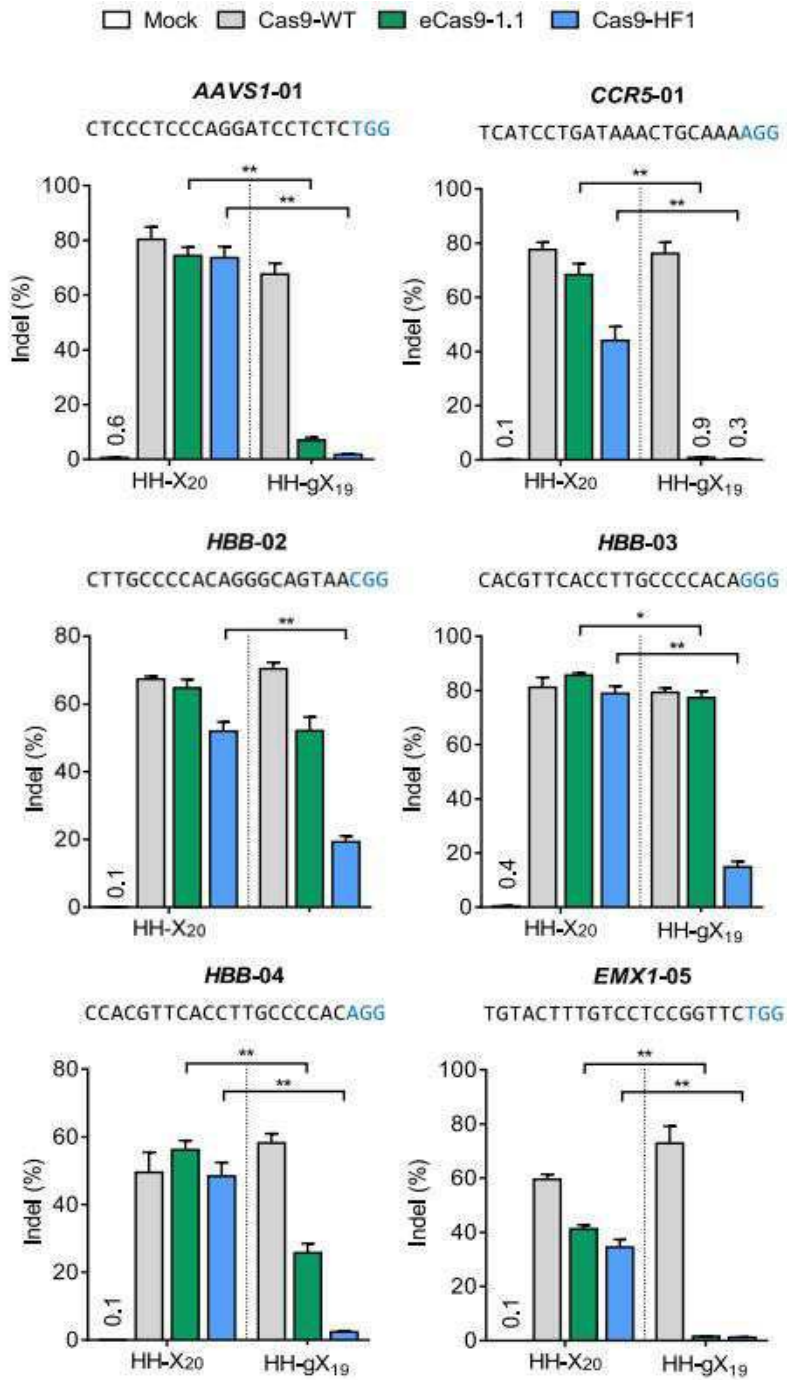 Mock Cas9-WT eCas9-1.1 Cas9-HF1
AAVS1-01
CTCCCTCCCAGGATCCTCTCTGG
Indel (%)
100
80
60
40
20
0
0.6
**
**
HH-X20
HH-gX19
CCR5-01
TCATCCTGATAAACTGCAAAAGG
Indel (%)
100
80
60
40
20
0
0.1
0.9
0.3
**
**
HH-X20
HH-gX19
HBB-02
CTTGCCCCACAGGGCAGTAACGG
Indel (%)
80
60
40
20
0
0.1
**
HH-X20
HBB-03
CACGTTCACCTTGCCCCACAGGG
Indel (%)
100
80
60
40
20
0
0.4
*
**
HH-X20
HH-gX19
HBB-04
CCACGTTCACCTTGCCCCACAGG
Indel (%)
80
60
40
20
0
0.1
**
**
HH-X20
HH-gX19
EMX1-05
TGTACTTTGTCCTCCGGTTCTGG
Indel (%)
100
80
60
40
20
0
0.1
**
**
HH-X20
HH-gX19